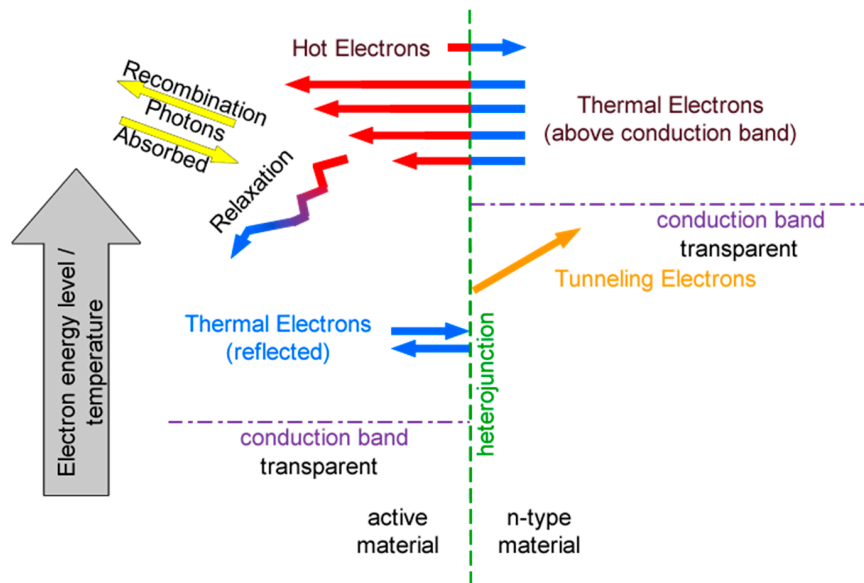 Hot Electrons
Recombination
Photons
Absorbed
Thermal Electrons
(above conduction band)
Relaxation
conduction band
transparent
Tunneling Electrons
Thermal Electrons
(reflected)
heterojunction
Electron energy level /
temperature
conduction band
transparent
active
material
n-type
material